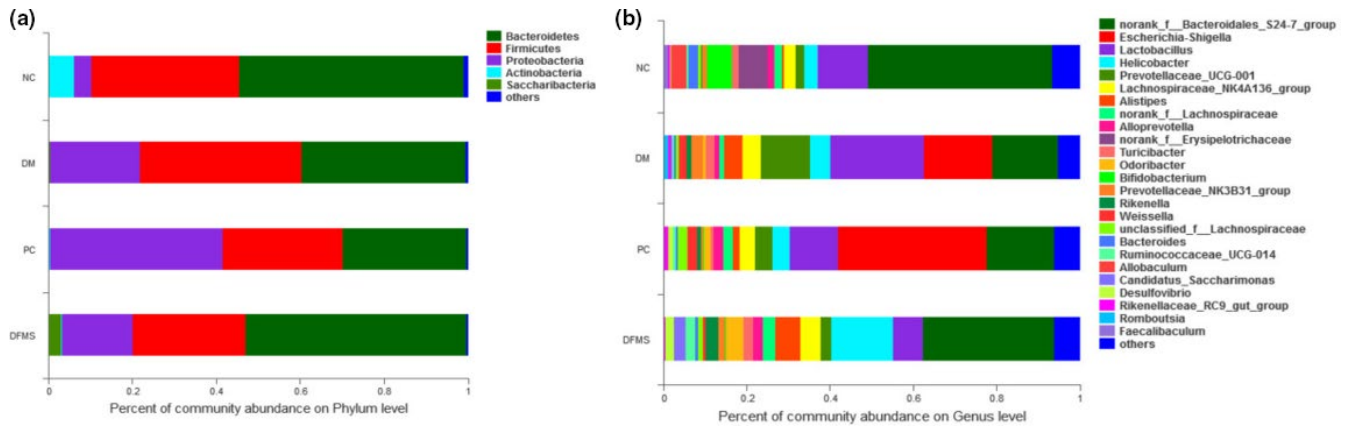 (a)
NC
DM
PC
DFMS
0
0.2
0.4
0.6
0.8
1
Percent of community abundance on Phylum level
Bacteroidetes
Firmicutes
Proteobacteria
Actinobacteria
Saccharibacteria
others
(b)
NC
DM
PC
DFMS
0
0.2
0.4
0.6
0.8
1
Percent of community abundance on Genus level
norank_f__Bacteroidales_S24-7_group
Escherichia-Shigella
Lactobacillus
Helicobacter
Prevotellaceae_UCG-001
Lachnospiraceae_NK4A136_group
Alistipes
norank_f__Lachnospiraceae
Alloprevotella
norank_f__Erysipelotrichaceae
Turicibacter
Odoribacter
Bifidobacterium
Prevotellaceae_NK3B31_group
Rikenella
Weissella
unclassified_f__Lachnospiraceae
Bacteroides
Ruminococcaceae_UCG-014
Allobaculum
Candidatus_Saccharimonas
Desulfovibrio
Rikenellaceae_RC9_gut_group
Romboutsia
Faecalibaculum
others